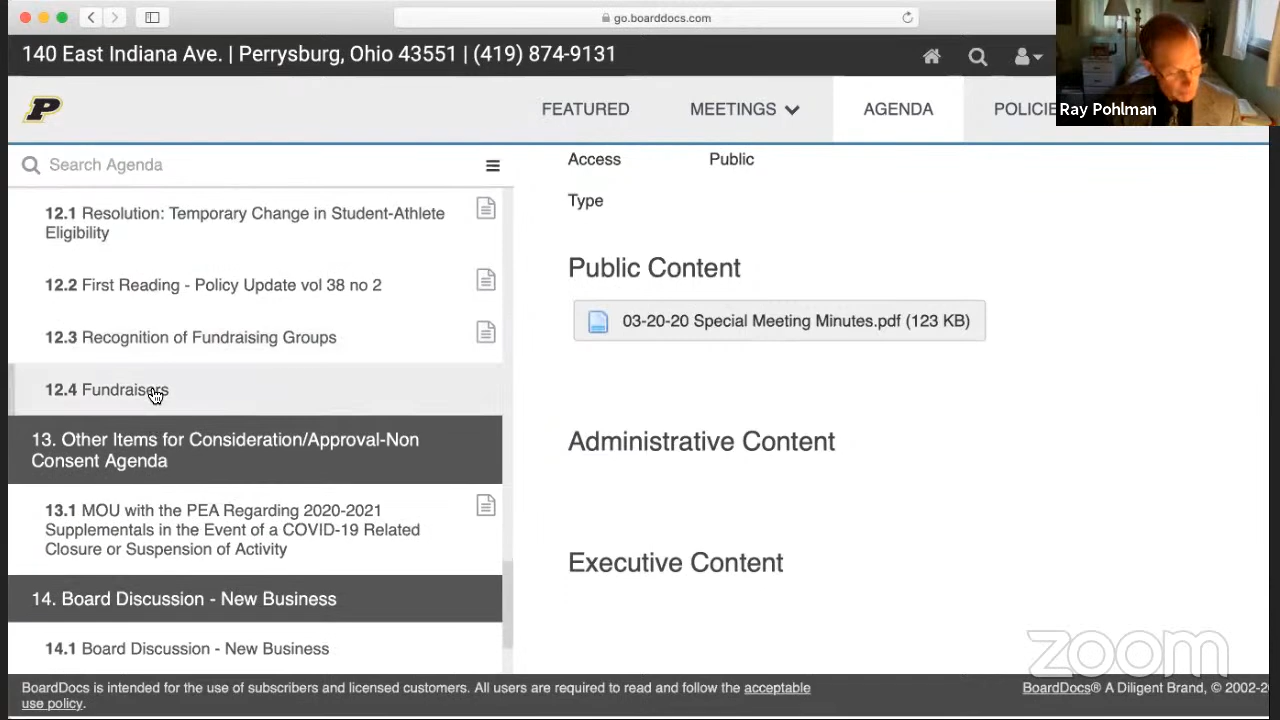 go.boarddocs.com
140 East Indiana Ave. | Perrysburg, Ohio 43551 | (419) 874-9131
Ray Pohlman
P
FEATURED
MEETINGS
AGENDA
POLICIE
Search Agenda
Access
Public
Type
12.1 Resolution: Temporary Change in Student-Athlete
Eligibility
12.2 First Reading - Policy Update vol 38 no 2
12.3 Recognition of Fundraising Groups
12.4 Fundraisers
13. Other Items for Consideration/Approval-Non
Consent Agenda
13.1 MOU with the PEA Regarding 2020-2021
Supplementals in the Event of a COVID-19 Related
Closure or Suspension of Activity
14. Board Discussion - New Business
14.1 Board Discussion - New Business
Public Content
03-20-20 Special Meeting Minutes.pdf (123 KB)
Administrative Content
Executive Content
zoom
BoardDocs is intended for the use of subscribers and licensed customers. All users are required to read and follow the acceptable
use policy.
BoardDocs® A Diligent Brand, © 2002-2